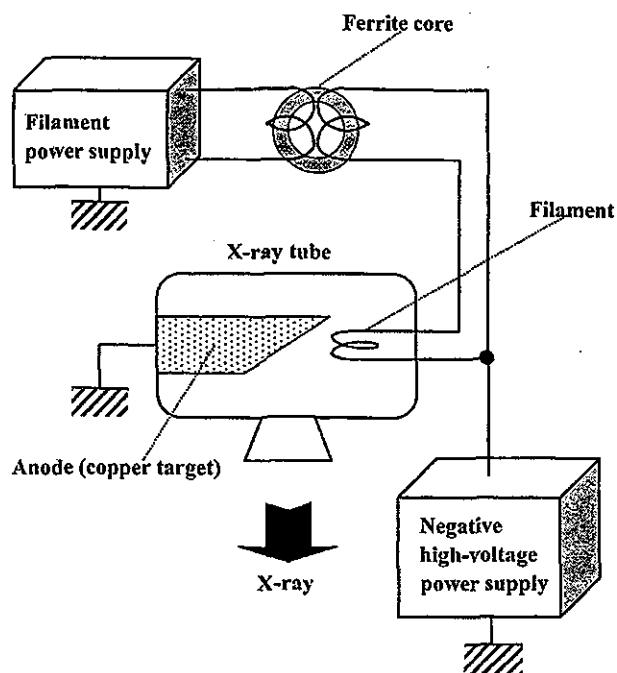 Ferrite core
Filament
power supply
Filament
X-ray tube
Anode (copper target)
Negative
high-voltage
power supply
X-ray